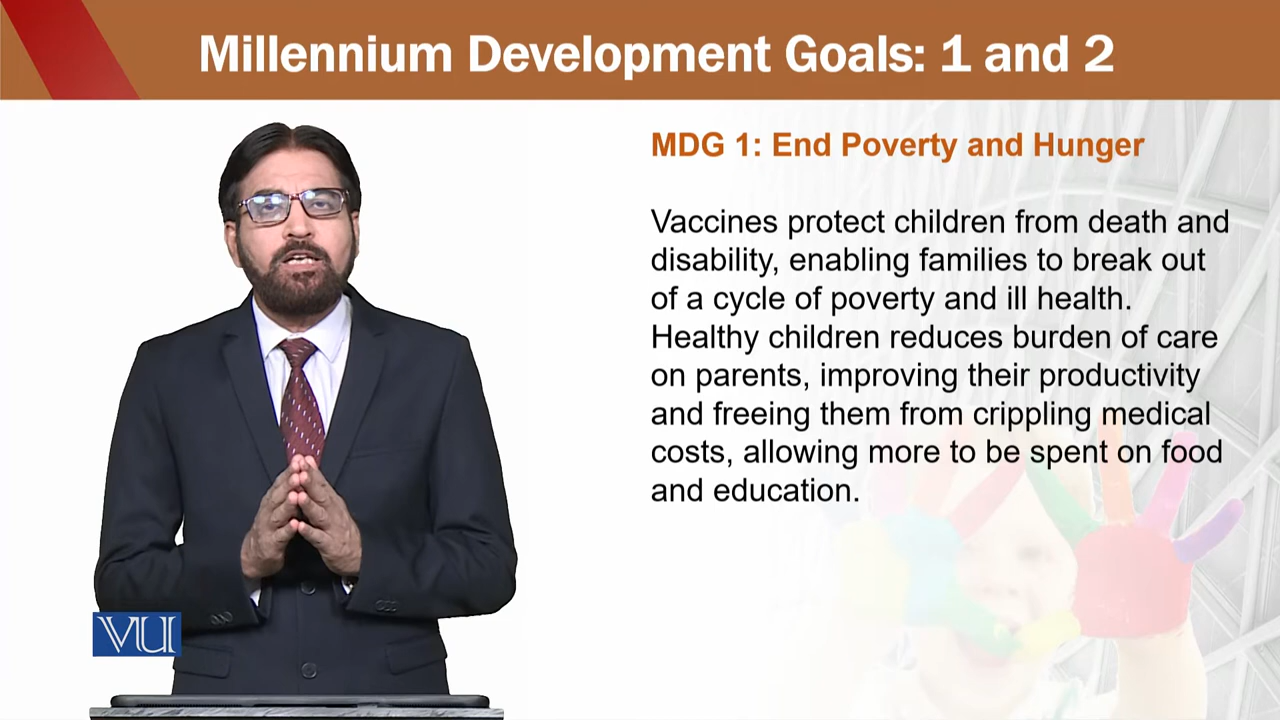 Millennium Development Goals: 1 and 2
MDG 1: End Poverty and Hunger
Vaccines protect children from death and
disability, enabling families to break out
of a cycle of poverty and ill health.
Healthy children reduces burden of care
on parents, improving their productivity
and freeing them from crippling medical
costs, allowing more to be spent on food
and education.
VU